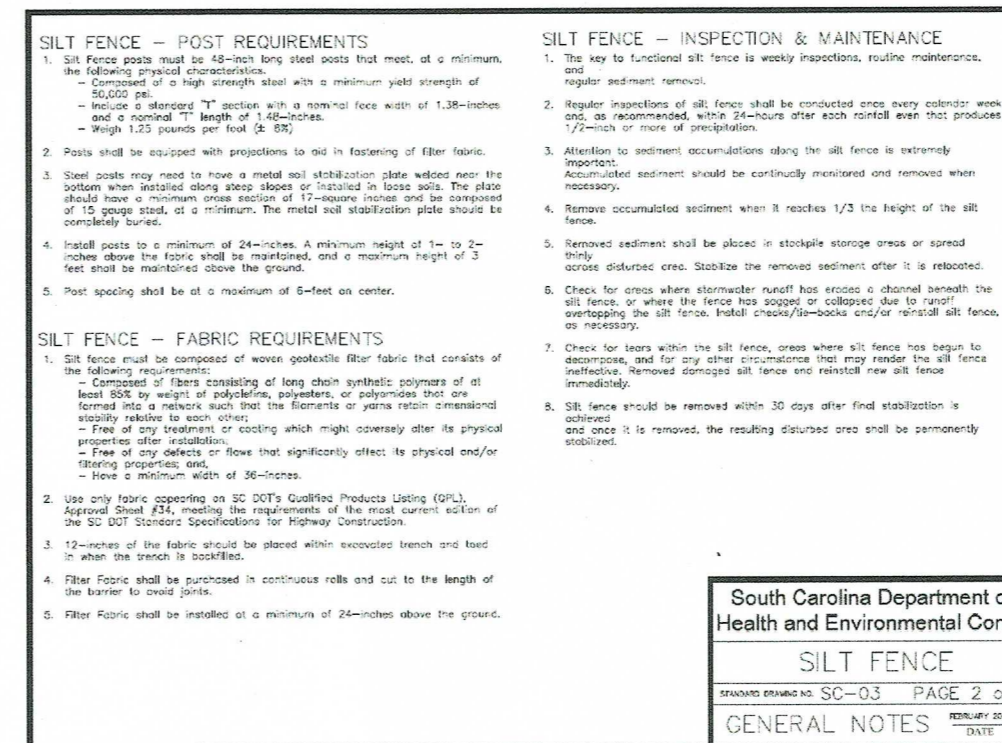 SILT FENCE – POST REQUIREMENTS
1. Silt Fence posts must be 48–inch long steel posts that meet, at a minimum,
the following physical characteristics.
– Composed of a high strength steel with a minimum yield strength of
50,000 psi.
– Include a standard "T" section with a nominal face width of 1.38–inches
and a nominal "T" length of 1.48–inches.
– Weigh 1.25 pounds per foot (± 8%)
2. Posts shall be equipped with projections to aid in fastening of filter fabric.
3. Steel posts may need to have a metal soil stabilization plate welded near the
bottom when installed along steep slopes or installed in loose soils. The plate
should have a minimum cross section of 17–square inches and be composed
of 15 gauge steel, at a minimum. The metal soil stabilization plate should be
completely buried.
4. Install posts to a minimum of 24–inches. A minimum height of 1– to 2–
inches above the fabric shall be maintained, and a maximum height of 3
feet shall be maintained above the ground.
5. Post spacing shall be at a maximum of 6–feet on center.
SILT FENCE – FABRIC REQUIREMENTS
1. Silt fence must be composed of woven geotextile filter fabric that consists of
the following requirements:
– Composed of fibers consisting of long chain synthetic polymers of at
least 85% by weight of polyolefins, polyesters, or polyamides that are
formed into a network such that the filaments or yarns retain dimensional
stability relative to each other;
– Free of any treatment or coating which might adversely alter its physical
properties after installation;
– Free of any defects or flaws that significantly affect its physical and/or
filtering properties; and,
– Have a minimum width of 36–inches.
2. Use only fabric appearing on SC DOT's Qualified Products Listing (QPL),
Approval Sheet #34, meeting the requirements of the most current edition of
the SC DOT Standard Specifications for Highway Construction.
3. 12–inches of the fabric should be placed within excavated trench and toed
in when the trench is backfilled.
4. Filter Fabric shall be purchased in continuous rolls and cut to the length of
the barrier to avoid joints.
5. Filter Fabric shall be installed at a minimum of 24–inches above the ground.
SILT FENCE – INSPECTION & MAINTENANCE
1. The key to functional silt fence is weekly inspections, routine maintenance,
and
regular sediment removal.
2. Regular inspections of silt fence shall be conducted once every calendar week
and, as recommended, within 24–hours after each rainfall even that produces
1/2–inch or more of precipitation.
3. Attention to sediment accumulations along the silt fence is extremely
important.
Accumulated sediment should be continually monitored and removed when
necessary.
4. Remove accumulated sediment when it reaches 1/3 the height of the silt
fence.
5. Removed sediment shall be placed in stockpile storage areas or spread
thinly
across disturbed area. Stabilize the removed sediment after it is relocated.
6. Check for areas where stormwater runoff has eroded a channel beneath the
silt fence, or where the fence has sagged or collapsed due to runoff
overtopping the silt fence. Install checks/tie–backs and/or reinstall silt fence,
as necessary.
7. Check for tears within the silt fence, areas where silt fence has begun to
decompose, and for any other circumstance that may render the silt fence
ineffective. Removed damaged silt fence and reinstall new silt fence
immediately.
8. Silt fence should be removed within 30 days after final stabilization is
achieved
and once it is removed, the resulting disturbed area shall be permanently
stabilized.
South Carolina Department
Health and Environmental Con
SILT FENCE
STANDARD DRAWING NO. SC–03 PAGE 2
GENERAL NOTES FEBRUARY 20
DATE